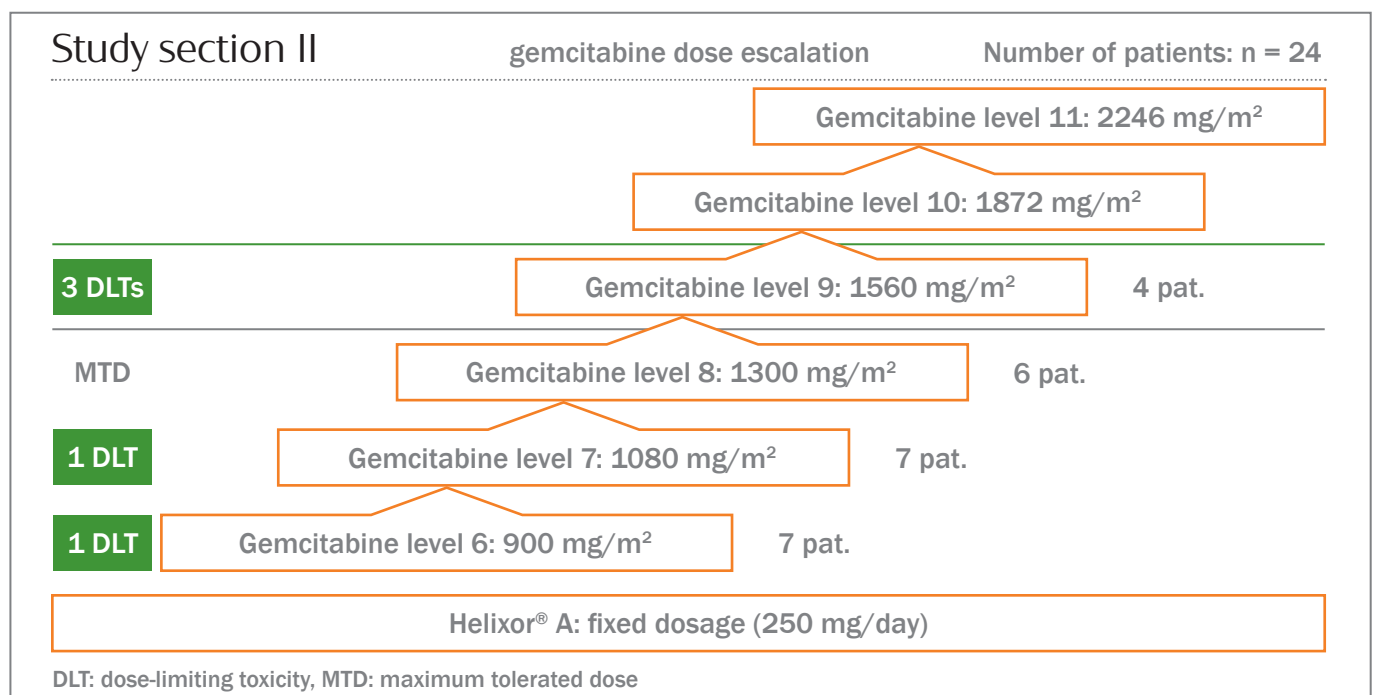 Study section II gemcitabine dose escalation Number of patients: n = 24
Gemcitabine level 11: 2246 mg/m²
Gemcitabine level 10: 1872 mg/m²
3 DLTs Gemcitabine level 9: 1560 mg/m² 4 pat.
MTD Gemcitabine level 8: 1300 mg/m² 6 pat.
1 DLT Gemcitabine level 7: 1080 mg/m² 7 pat.
1 DLT Gemcitabine level 6: 900 mg/m² 7 pat.
Helixor® A: fixed dosage (250 mg/day)
DLT: dose-limiting toxicity, MTD: maximum tolerated dose